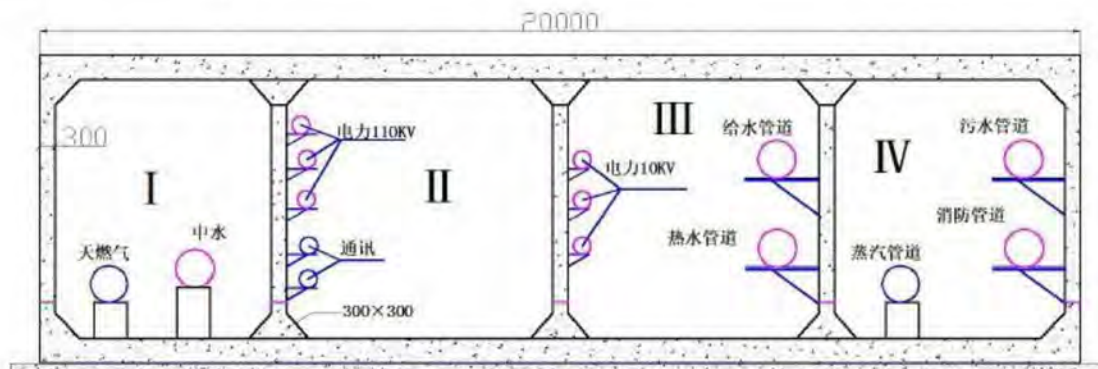 20000
300
I
天燃气
中水
电力110KV
II
通讯
300×300
电力10KV
III
给水管道
热水管道
IV
污水管道
消防管道
蒸汽管道